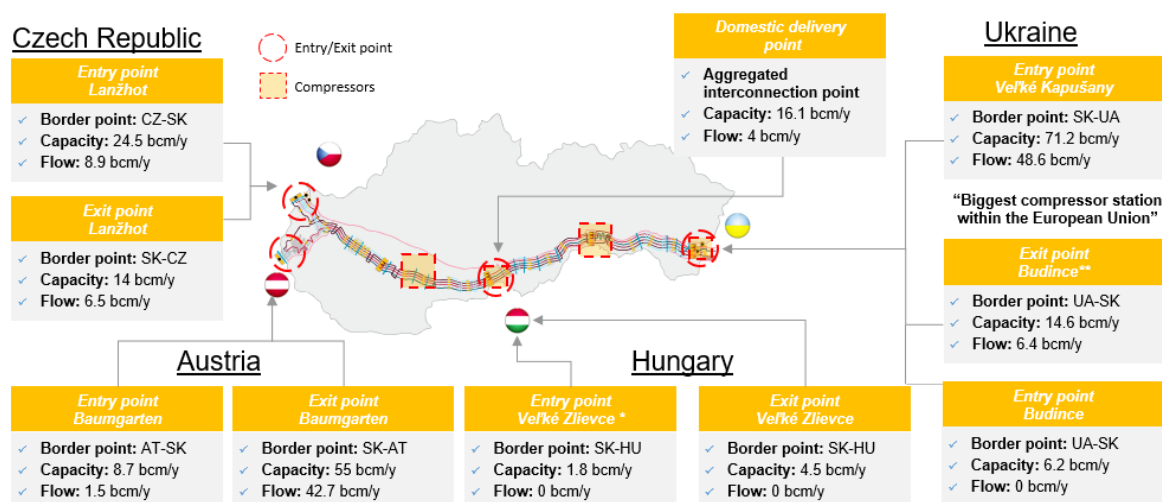 Czech Republic
Entry point
Lanžhot
Border point: CZ-SK
Capacity: 24.5 bcm/y
Flow: 8.9 bcm/y
Exit point
Lanžhot
Border point: SK-CZ
Capacity: 14 bcm/y
Flow: 6.5 bcm/y
Entry/Exit point
Compressors
Domestic delivery
point
Aggregated
interconnection point
Capacity: 16.1 bcm/y
Flow: 4 bcm/y
Ukraine
Entry point
Veľké Kapušany
Border point: SK-UA
Capacity: 71.2 bcm/y
Flow: 48.6 bcm/y
“Biggest compressor station
within the European Union”
Exit point
Budince**
Border point: UA-SK
Capacity: 14.6 bcm/y
Flow: 6.4 bcm/y
Entry point
Budince
Border point: UA-SK
Capacity: 6.2 bcm/y
Flow: 0 bcm/y
Austria
Entry point
Baumgarten
Border point: AT-SK
Capacity: 8.7 bcm/y
Flow: 1.5 bcm/y
Exit point
Baumgarten
Border point: SK-AT
Capacity: 55 bcm/y
Flow: 42.7 bcm/y
Hungary
Entry point
Veľké Zlievce *
Border point: SK-HU
Capacity: 1.8 bcm/y
Flow: 0 bcm/y
Exit point
Veľké Zlievce
Border point: SK-HU
Capacity: 4.5 bcm/y
Flow: 0 bcm/y